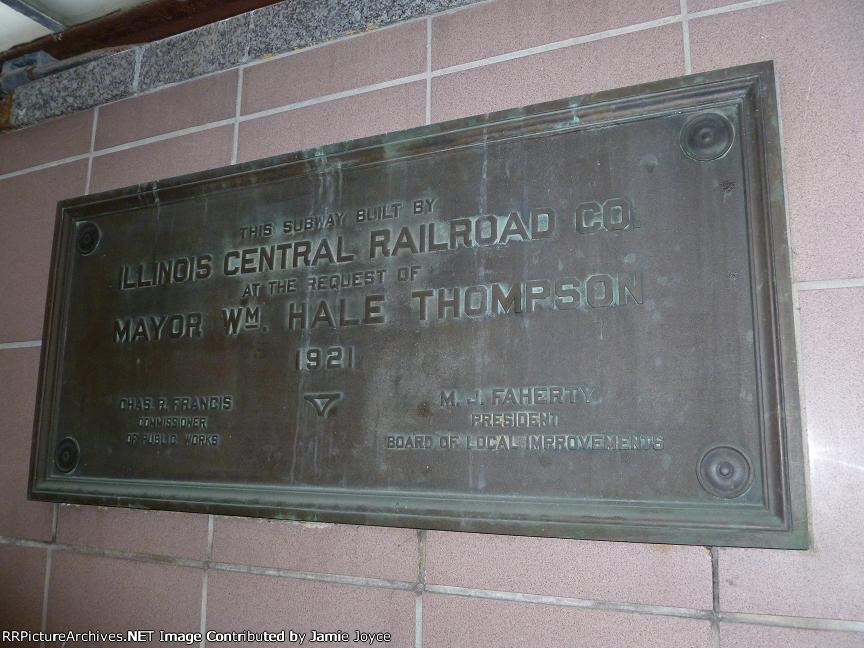 THIS SUBWAY BUILT BY
ILLINOIS CENTRAL RAILROAD CO.
AT THE REQUEST OF
MAYOR WM. HALE THOMPSON
1921
CHAS. R. FRANCIS
COMMISSIONER
OF PUBLIC WORKS
M. J. FAHERTY
PRESIDENT
BOARD OF LOCAL IMPROVEMENTS
RRPictureArchives.NET Image Contributed by Jamie Joyce